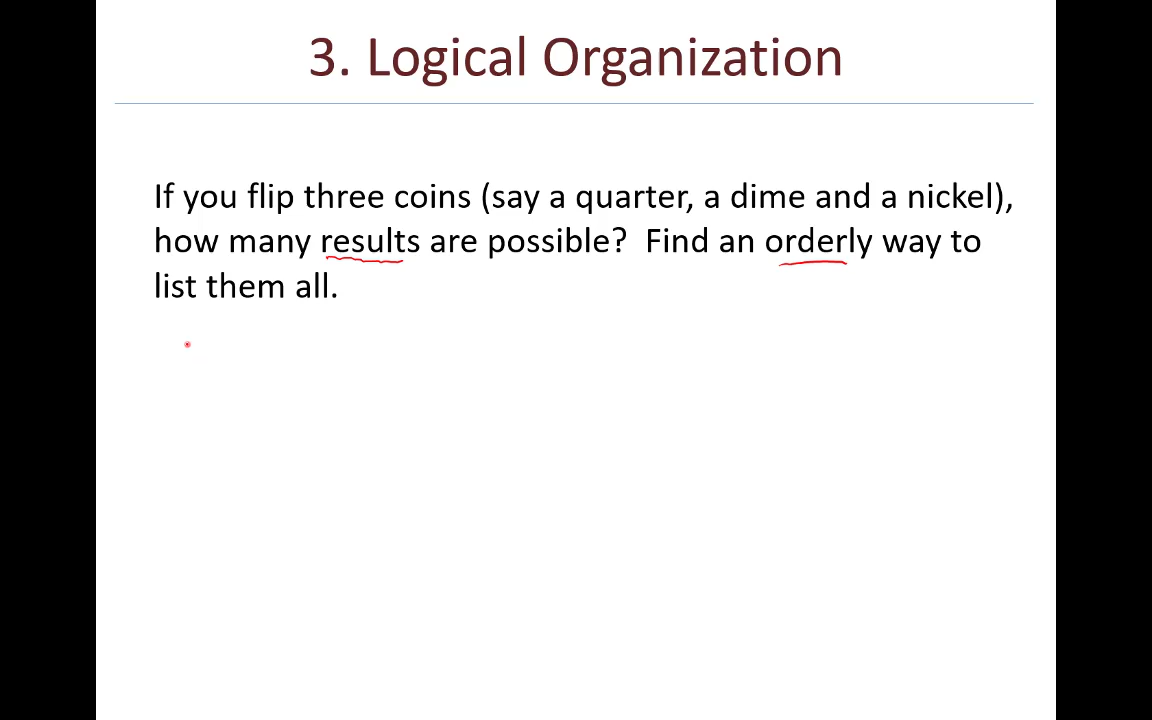 3. Logical Organization
If you flip three coins (say a quarter, a dime and a nickel),
how many results are possible?  Find an orderly way to
list them all.